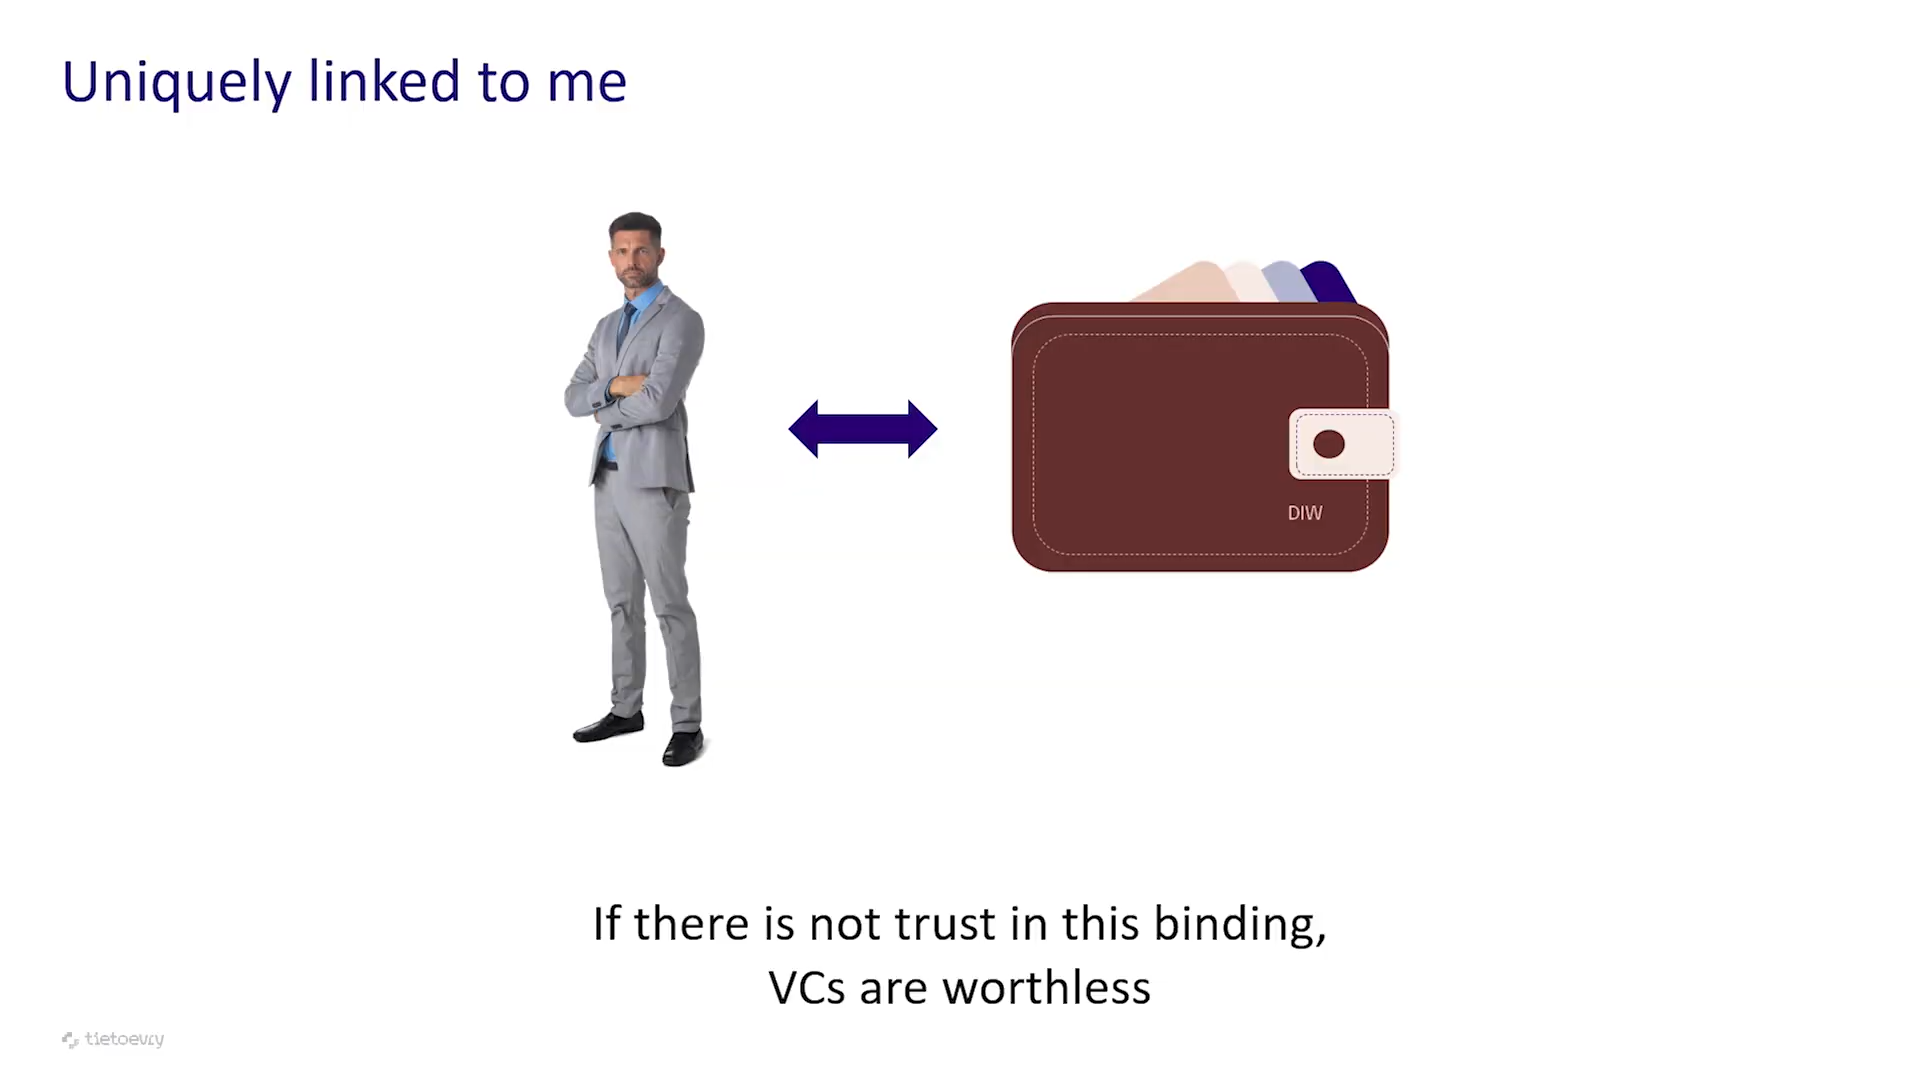 Uniquely linked to me
DIW
If there is not trust in this binding,
VCs are worthless
tietoevry